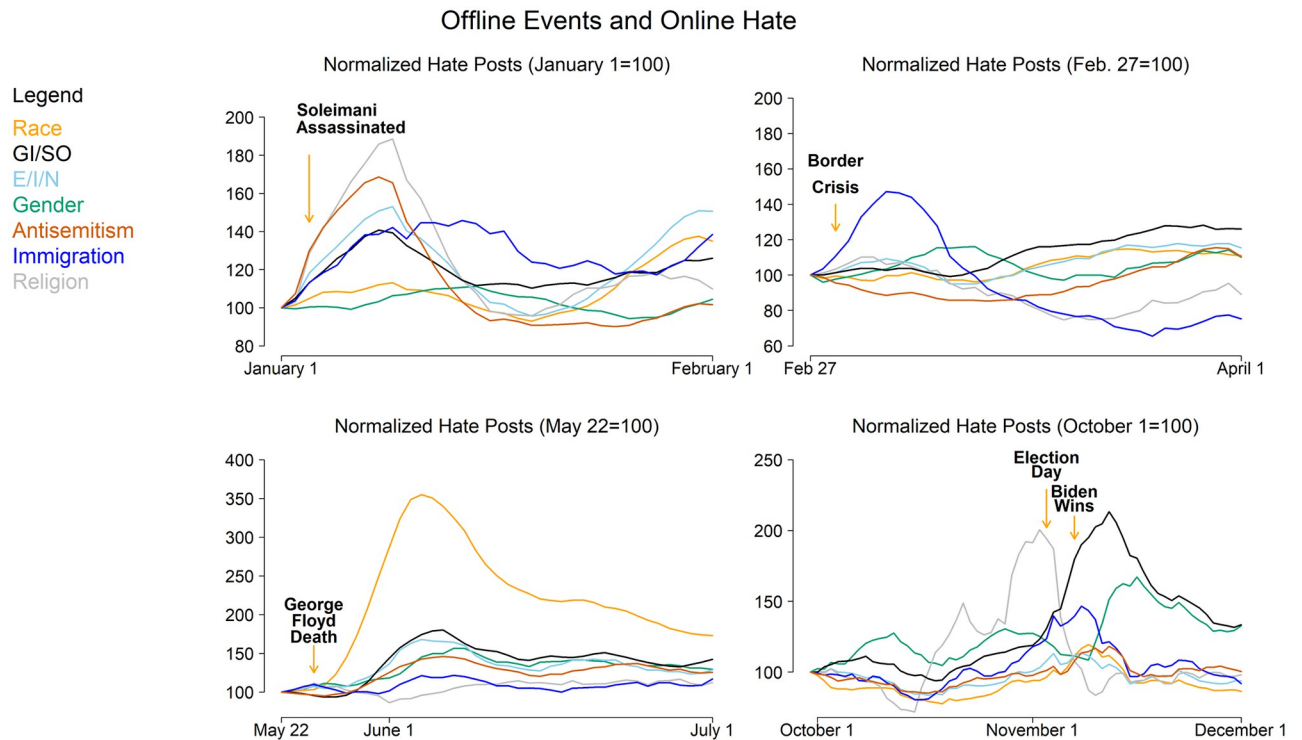 Offline Events and Online Hate
Legend
Race
GI/SO
E/I/N
Gender
Antisemitism
Immigration
Religion
Normalized Hate Posts (January 1=100)
Soleimani
Assassinated
200
180
160
140
120
100
80
January 1
February 1
Normalized Hate Posts (Feb. 27=100)
Border
Crisis
200
180
160
140
120
100
80
60
Feb 27
April 1
Normalized Hate Posts (May 22=100)
George
Floyd
Death
400
350
300
250
200
150
100
May 22
June 1
July 1
Normalized Hate Posts (October 1=100)
Election
Day
Biden
Wins
250
200
150
100
October 1
November 1
December 1